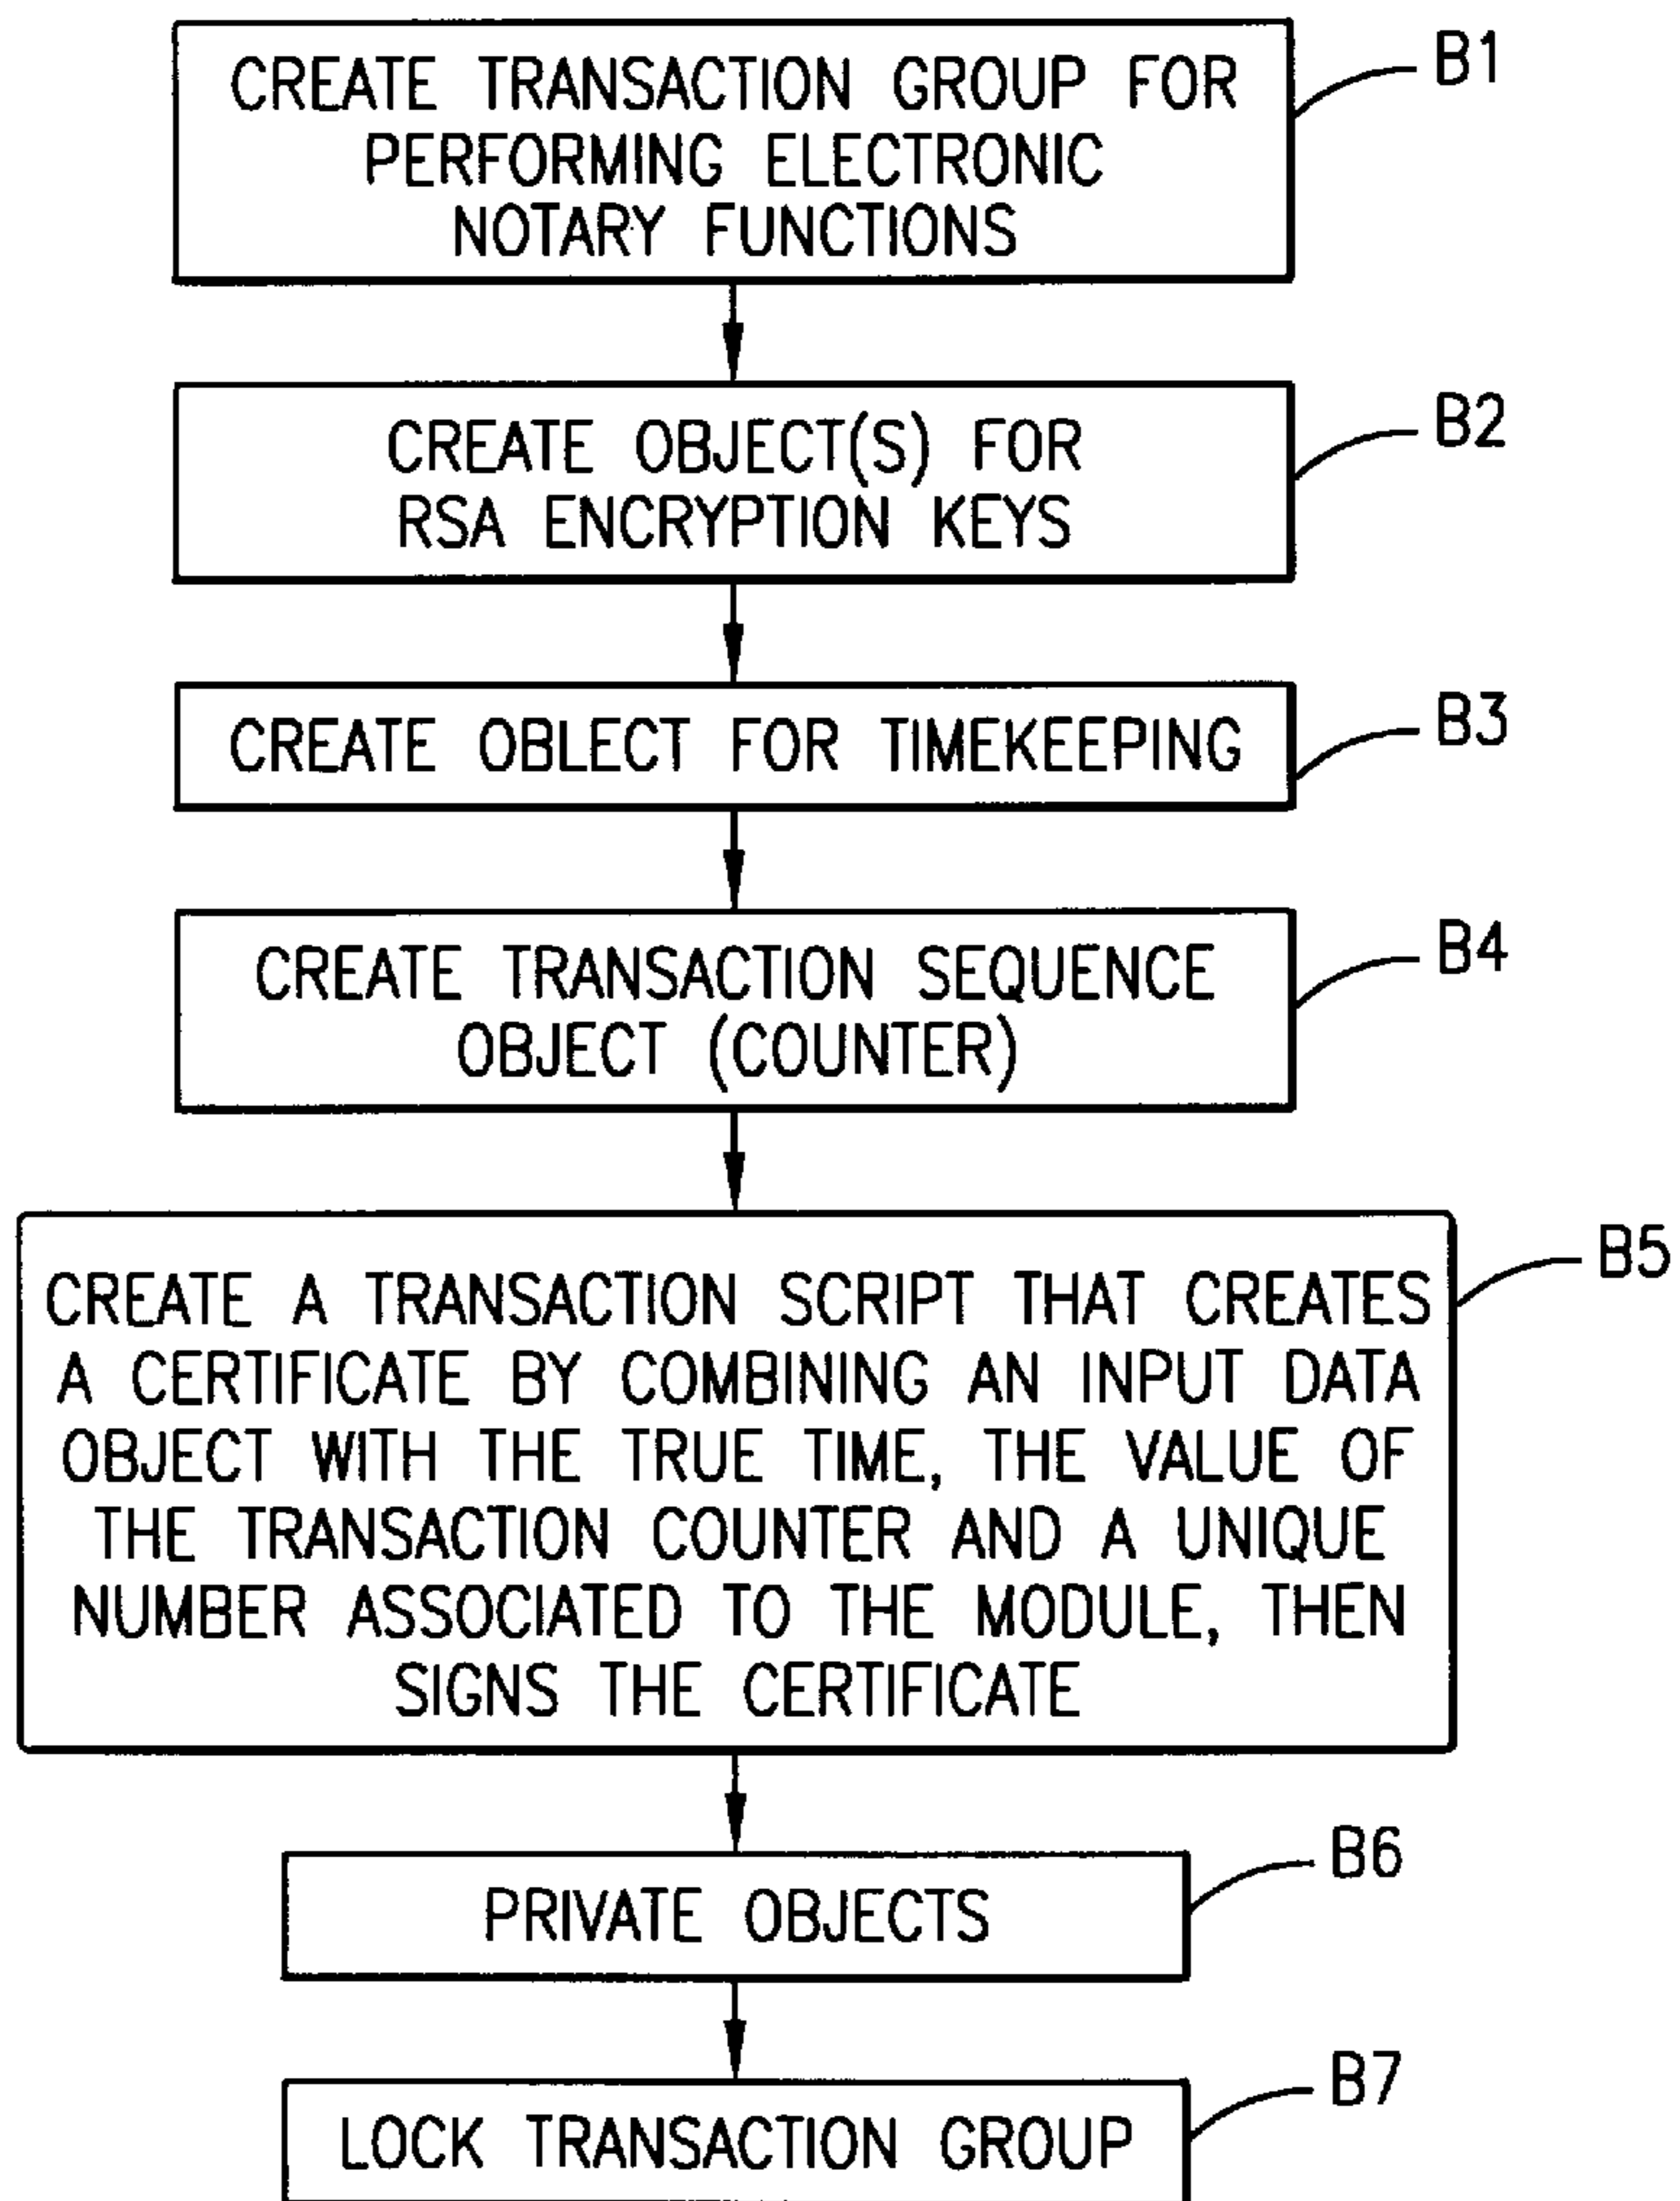 CREATE TRANSACTION GROUP FOR
PERFORMING ELECTRONIC
NOTARY FUNCTIONS
B1
CREATE OBJECT(S) FOR
RSA ENCRYPTION KEYS
B2
CREATE OBLECT FOR TIMEKEEPING
B3
CREATE TRANSACTION SEQUENCE
OBJECT (COUNTER)
B4
CREATE A TRANSACTION SCRIPT THAT CREATES
A CERTIFICATE BY COMBINING AN INPUT DATA
OBJECT WITH THE TRUE TIME, THE VALUE OF
THE TRANSACTION COUNTER AND A UNIQUE
NUMBER ASSOCIATED TO THE MODULE, THEN
SIGNS THE CERTIFICATE
B5
PRIVATE OBJECTS
B6
LOCK TRANSACTION GROUP
B7